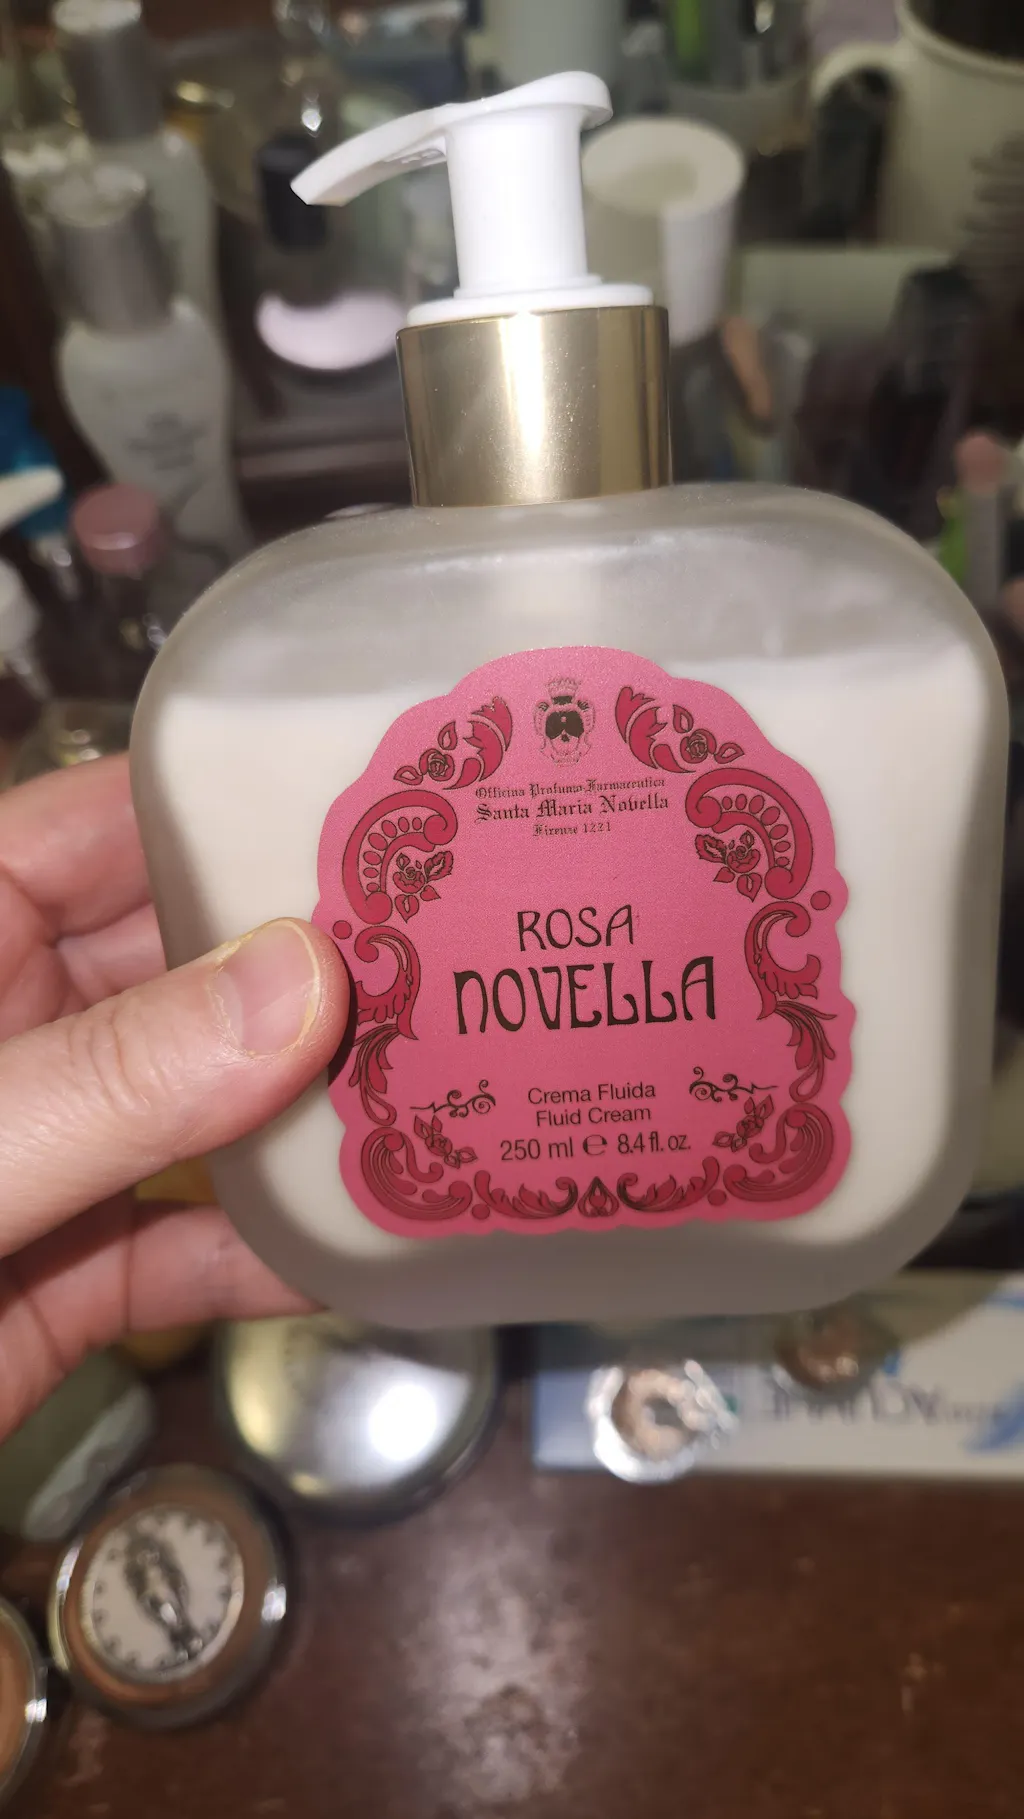 Officina Profumo-Farmaceutica
Santa Maria Novella
Firenze 1221
ROSA
NOVELLA
Crema Fluida
Fluid Cream
250 ml ℮ 8.4 fl. oz.